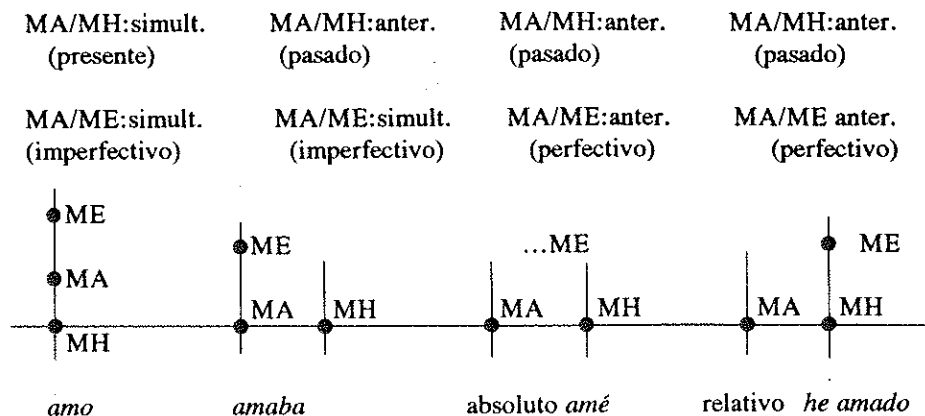 MA/MH:simult. MA/MH:anter. MA/MH:anter. MA/MH:anter.
(presente) (pasado) (pasado) (pasado)
MA/ME:simult. MA/ME:simult. MA/ME:anter. MA/ME anter.
(imperfectivo) (imperfectivo) (perfectivo) (perfectivo)
ME ME ...ME ME
MA MA MH MA MH MA MH
MH
amo amaba absoluto amé relativo he amado